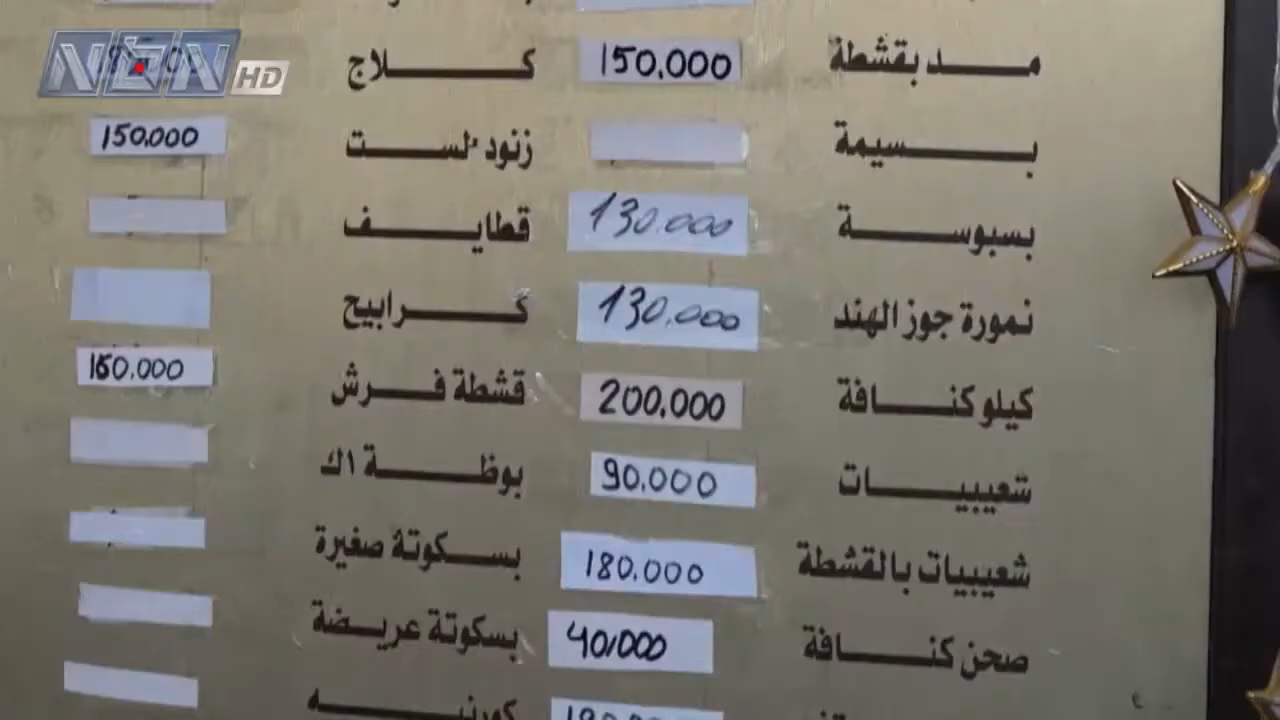 NBN HD
مد بقشطة 150,000 كلاج
بسيمة زنود الست 150.000
بسبوسة 130.000 قطايف
نمورة جوز الهند 130.000 كرابيج
كيلو كنافة 200.000 قشطة فرش 160.000
شعيبيات 90.000 بوظة ١ك
شعيبيات بالقشطة 180.000 بسكوتة صغيرة
صحن كنافة 40,000 بسكوتة عريضة